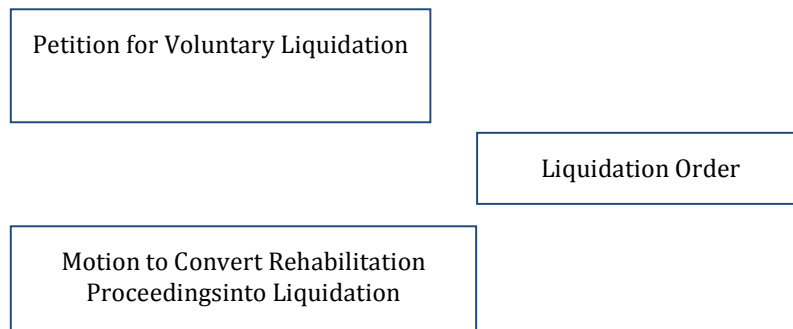 Petition for Voluntary Liquidation
Liquidation Order
Motion to Convert Rehabilitation
Proceedingsinto Liquidation